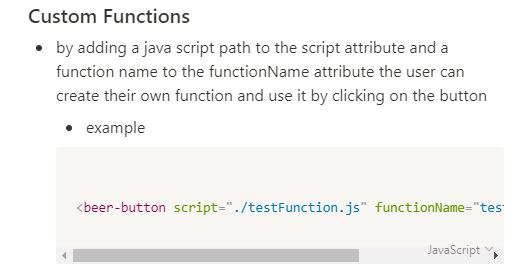 Custom Functions
by adding a java script path to the script attribute and a
function name to the functionName attribute the user can
create their own function and use it by clicking on the button
example
<beer-button script="./testFunction.js" functionName="tes
JavaScript